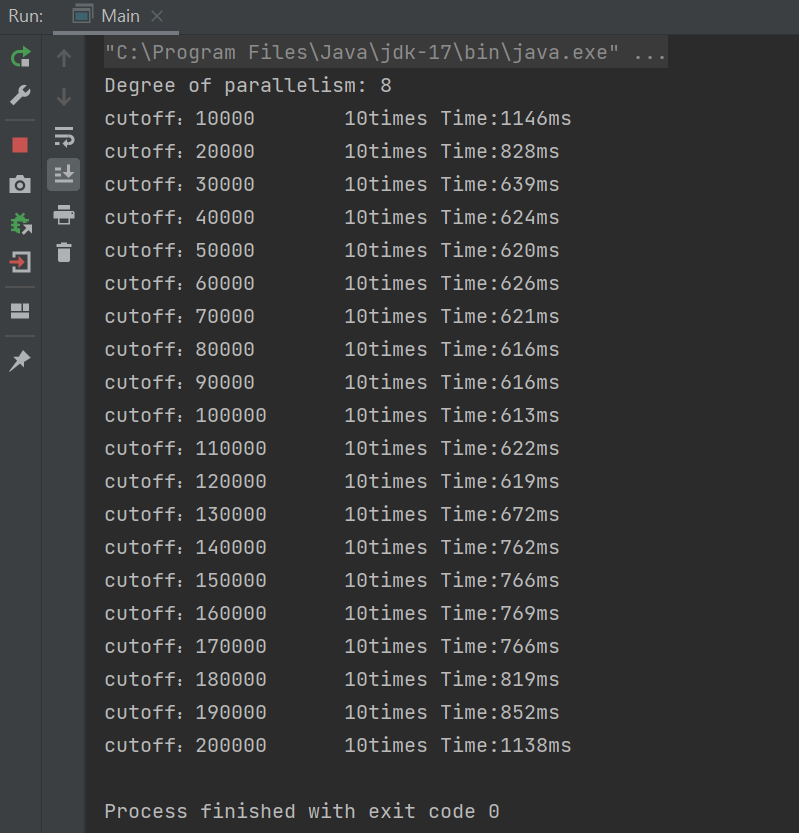 Run: Main
"C:\Program Files\Java\jdk-17\bin\java.exe" ...
Degree of parallelism: 8
cutoff：10000 10times Time:1146ms
cutoff：20000 10times Time:828ms
cutoff：30000 10times Time:639ms
cutoff：40000 10times Time:624ms
cutoff：50000 10times Time:620ms
cutoff：60000 10times Time:626ms
cutoff：70000 10times Time:621ms
cutoff：80000 10times Time:616ms
cutoff：90000 10times Time:616ms
cutoff：100000 10times Time:613ms
cutoff：110000 10times Time:622ms
cutoff：120000 10times Time:619ms
cutoff：130000 10times Time:672ms
cutoff：140000 10times Time:762ms
cutoff：150000 10times Time:766ms
cutoff：160000 10times Time:769ms
cutoff：170000 10times Time:766ms
cutoff：180000 10times Time:819ms
cutoff：190000 10times Time:852ms
cutoff：200000 10times Time:1138ms
Process finished with exit code 0